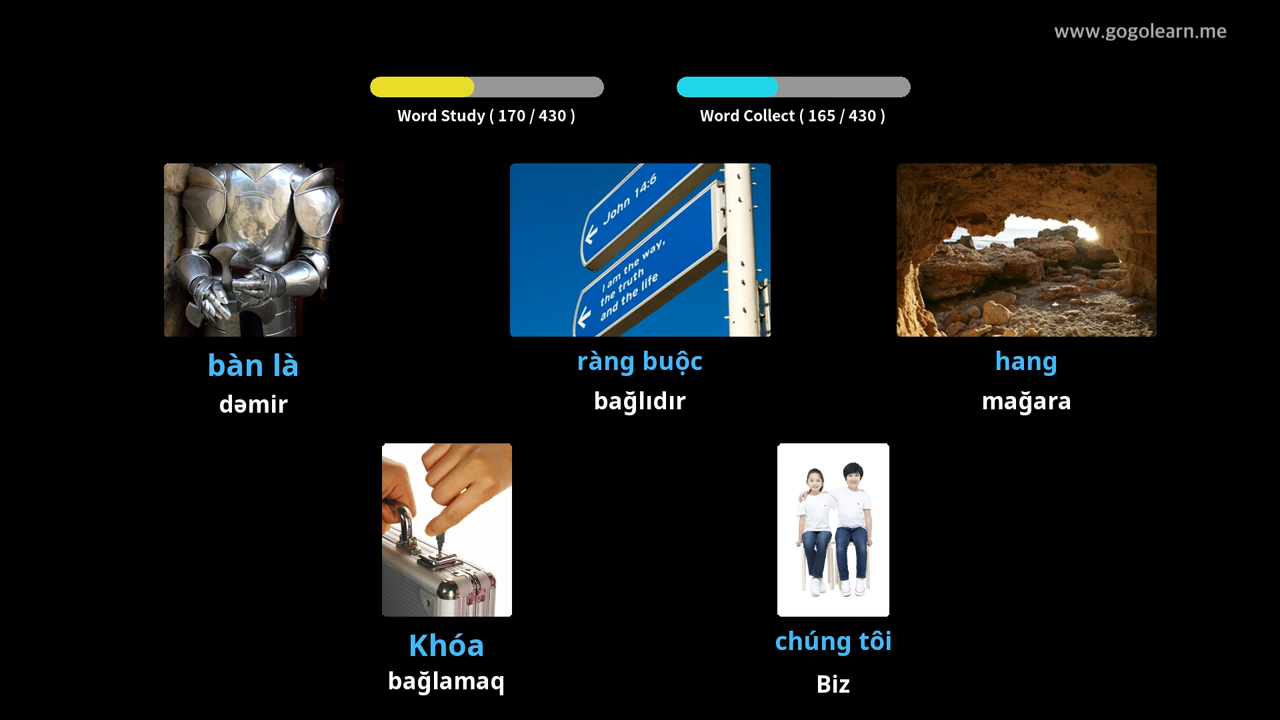 www.gogolearn.me
Word Study ( 170 / 430 )
Word Collect ( 165 / 430 )
John 14:6
I am the way,
the truth
and the life
bàn là
dəmir
ràng buộc
bağlıdır
hang
mağara
Khóa
bağlamaq
chúng tôi
Biz